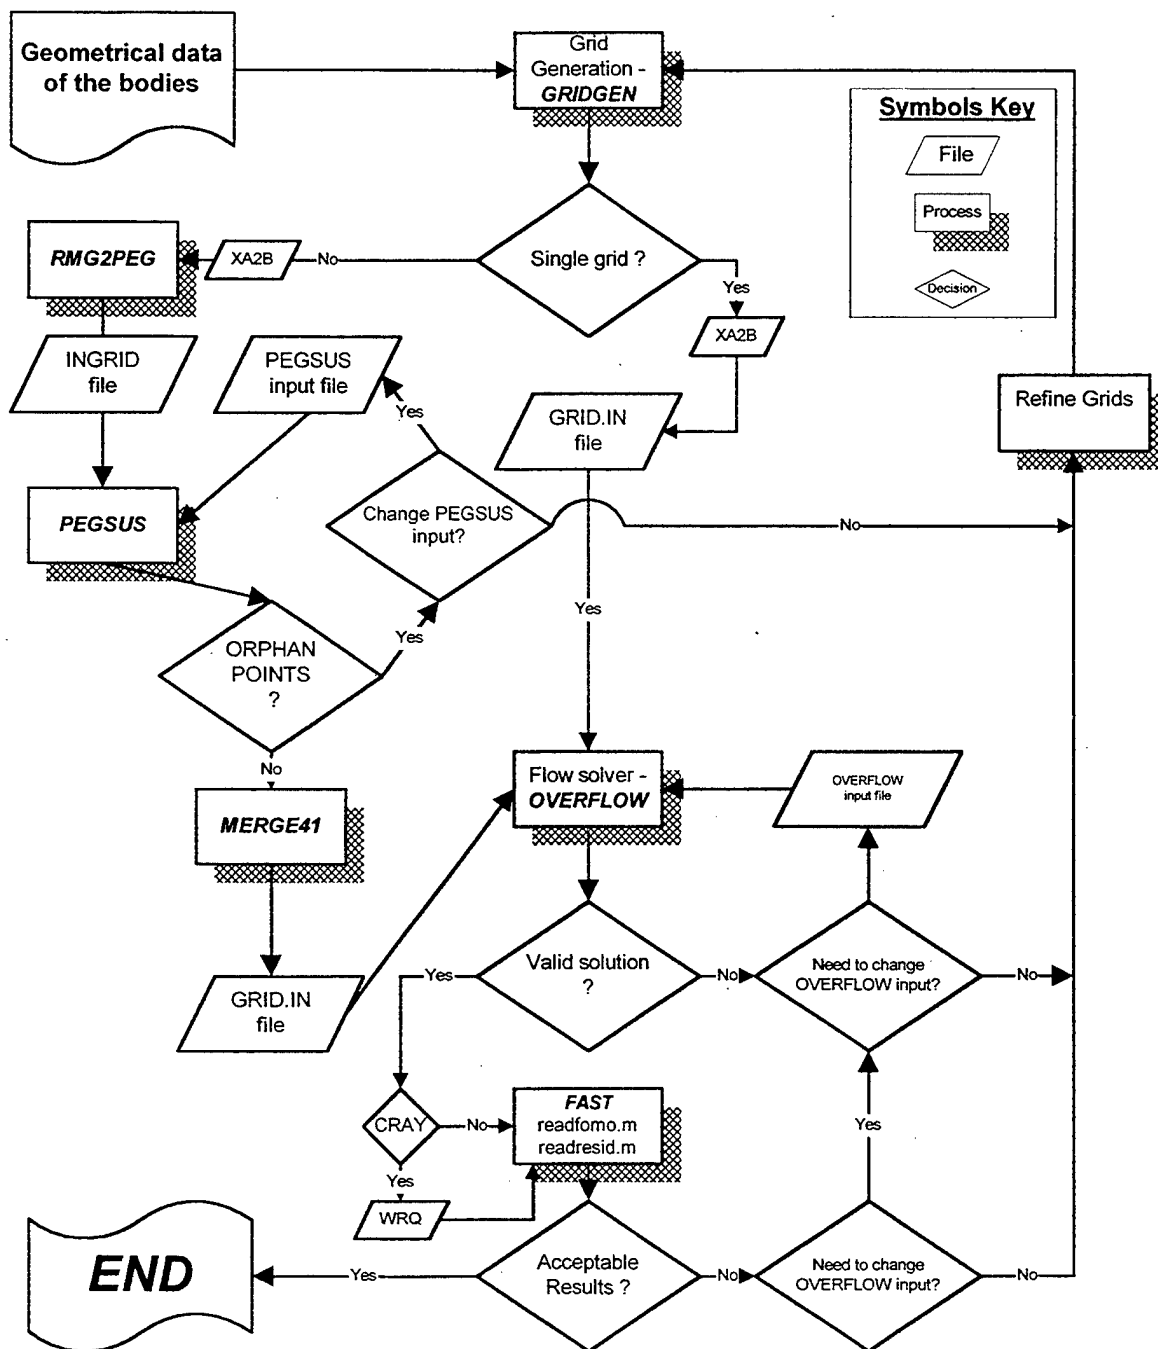 Geometrical data
of the bodies
Grid
Generation -
GRIDGEN
Symbols Key
File
Process
Decision
RMG2PEG
XA2B
No
Single grid ?
Yes
XA2B
INGRID
file
PEGSUS
input file
Yes
GRID.IN
file
Refine Grids
PEGSUS
Change PEGSUS
input?
No
Yes
Yes
ORPHAN
POINTS
?
No
MERGE41
Flow solver -
OVERFLOW
OVERFLOW
input file
GRID.IN
file
Yes
Valid solution
?
No
Need to change
OVERFLOW input?
No
CRAY
No
FAST
readfomo.m
readresid.m
Yes
Yes
WRQ
END
Yes
Acceptable
Results ?
No
Need to change
OVERFLOW input?
No